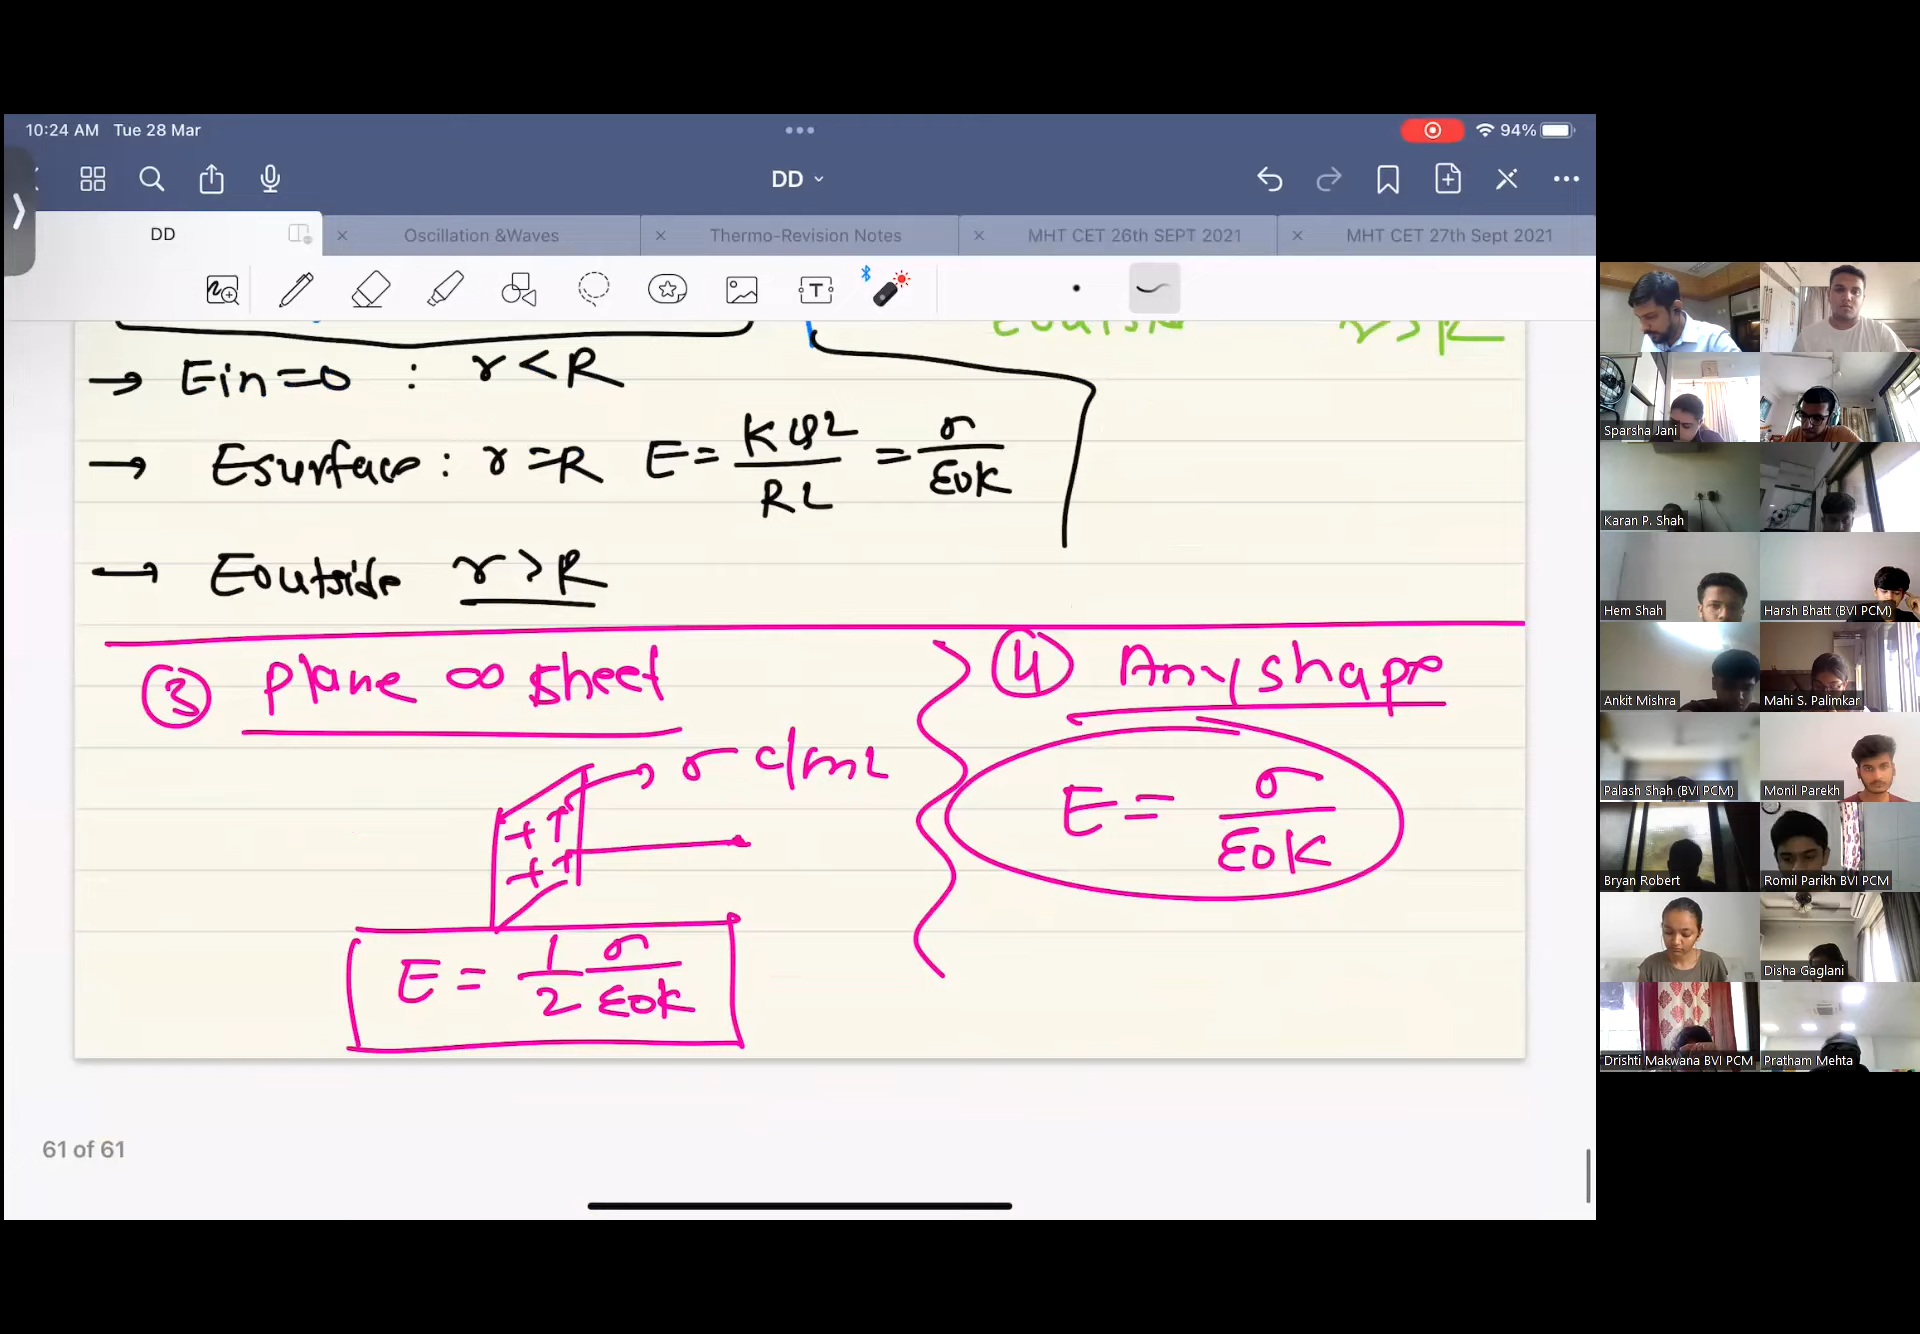 10:24 AM Tue 28 Mar
94%
DD
DD
Oscillation &Waves
Thermo-Revision Notes
MHT CET 26th SEPT 2021
MHT CET 27th Sept 2021
T
r>R
→ Ein=0 : r<R
→ Esurface : r=R E= KQ2/R2 = σ/ε0K
→ Eoutside r>R
③ plane ∞ sheet
σ c/m2
+ +
+ +
E = 1/2 σ/ε0K
④ Any shape
E = σ/ε0K
61 of 61
Sparsha Jani
Karan P. Shah
Hem Shah
Harsh Bhatt (BVI PCM)
Ankit Mishra
Mahi S. Palimkar
Palash Shah (BVI PCM)
Monil Parekh
Bryan Robert
Romil Parikh BVI PCM
Disha Gaglani
Drishti Makwana BVI PCM
Pratham Mehta